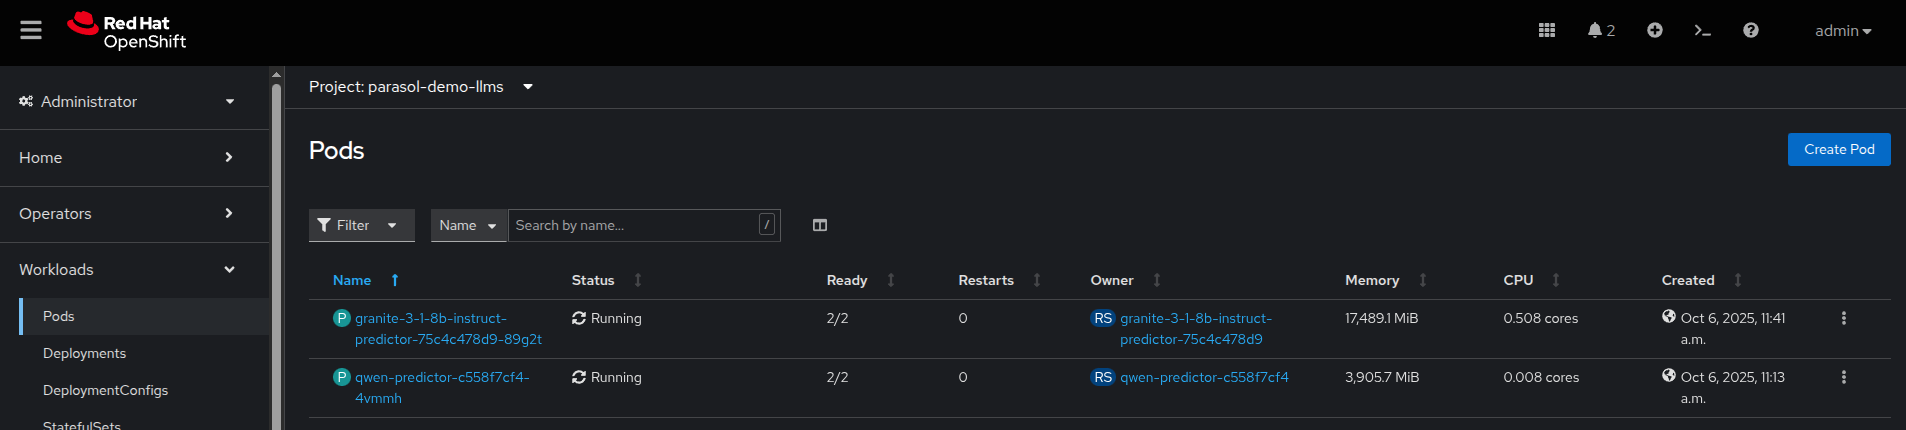 Red Hat
OpenShift
2
admin
Administrator
Home
Operators
Workloads
Pods
Deployments
DeploymentConfigs
StatefulSets
Project: parasol-demo-llms
Pods
Create Pod
Filter
Name
Search by name...
/
Name Status Ready Restarts Owner Memory CPU Created
P granite-3-1-8b-instruct- Running 2/2 0 RS granite-3-1-8b-instruct- 17,489.1 MiB 0.508 cores Oct 6, 2025, 11:41
predictor-75c4c478d9-89g2t predictor-75c4c478d9 a.m.
P qwen-predictor-c558f7cf4- Running 2/2 0 RS qwen-predictor-c558f7cf4 3,905.7 MiB 0.008 cores Oct 6, 2025, 11:13
4vmmh a.m.